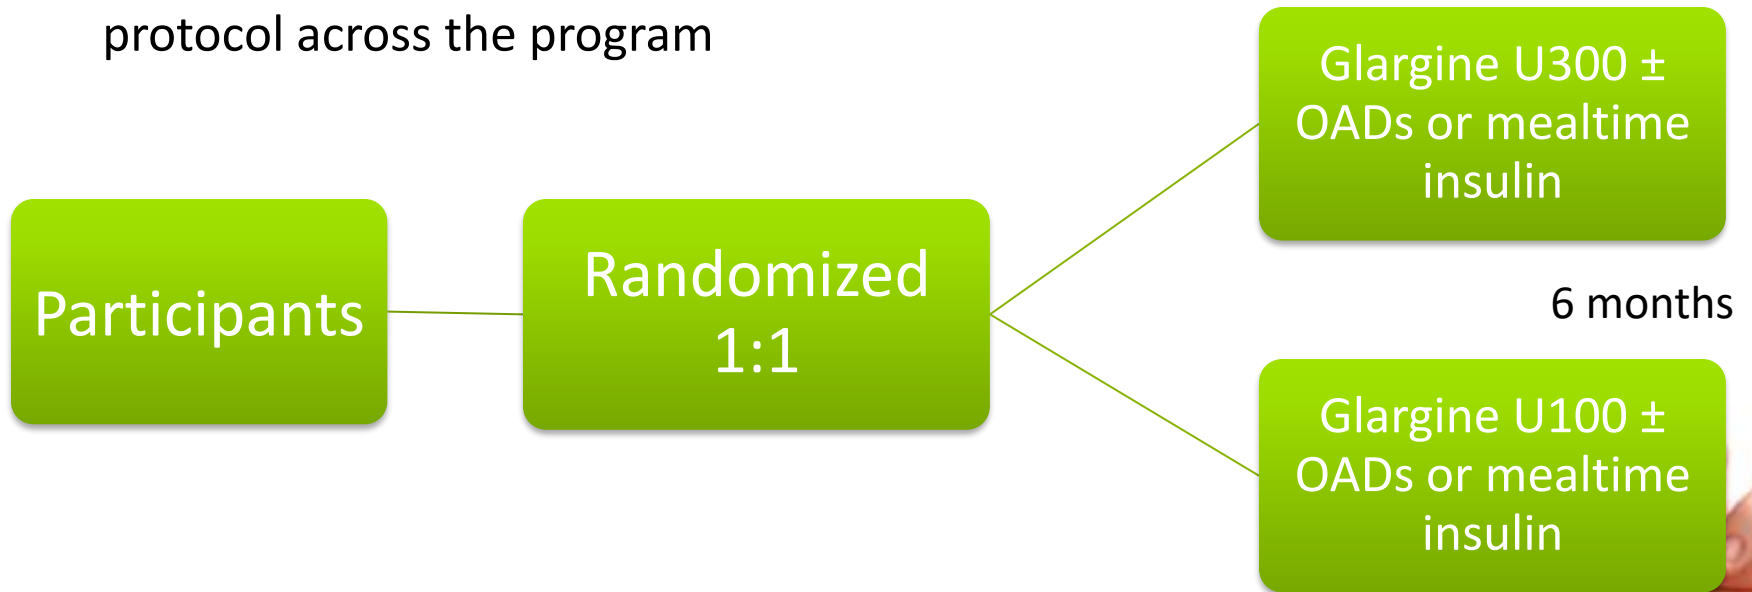 protocol across the program
Participants
Randomized
1:1
Glargine U300 ±
OADs or mealtime
insulin
6 months
Glargine U100 ±
OADs or mealtime
insulin